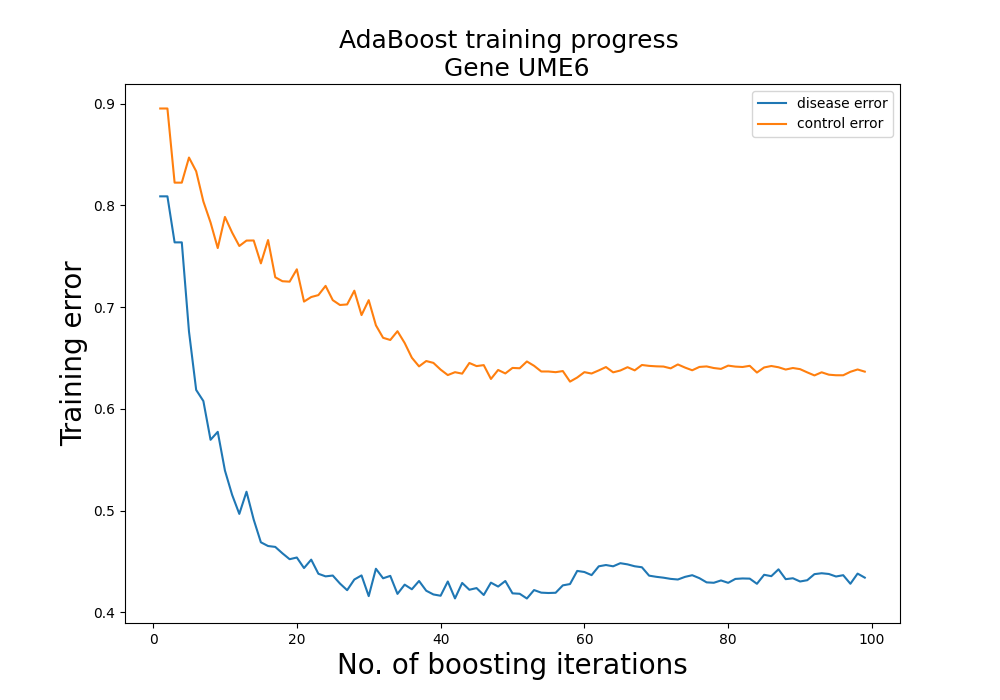 AdaBoost training progress
Gene UME6
disease error
control error
Training error
0.9
0.8
0.7
0.6
0.5
0.4
0 20 40 60 80 100
No. of boosting iterations